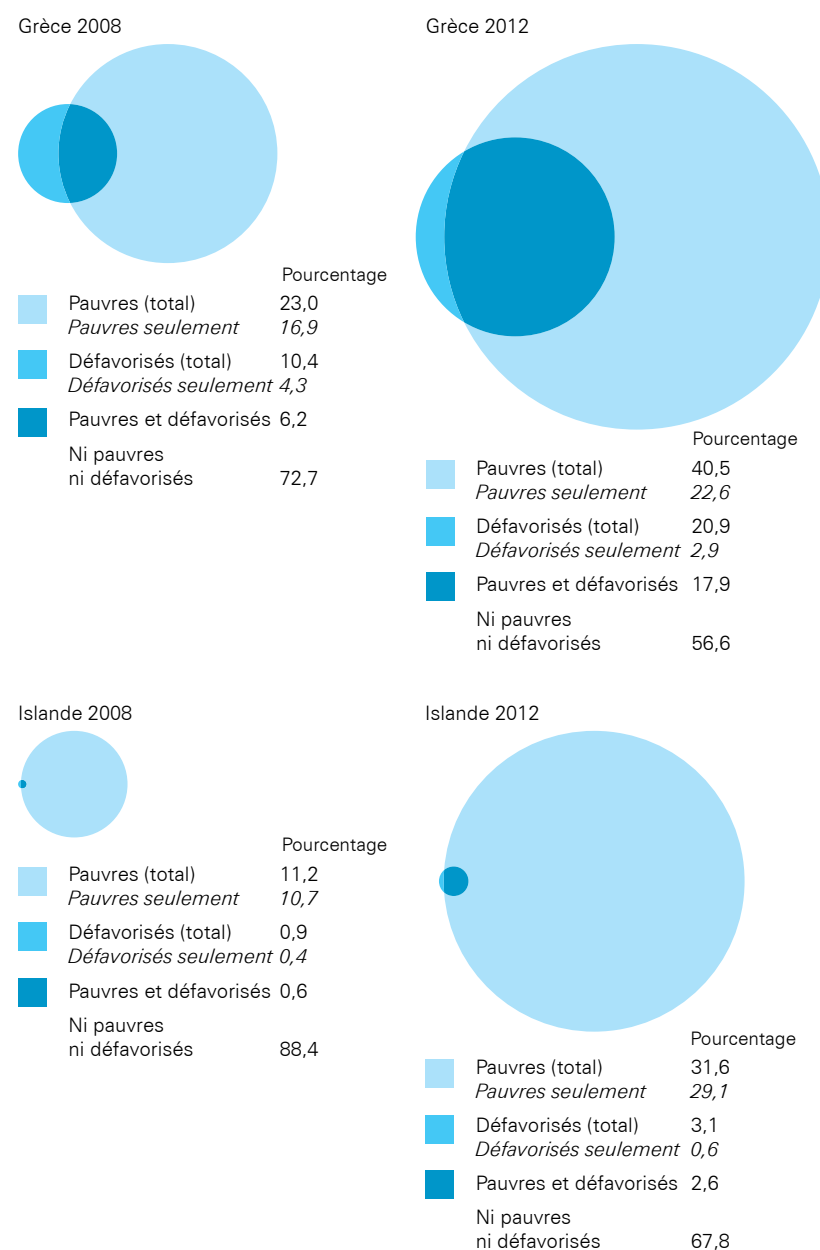 Grèce 2008
Pourcentage
Pauvres (total) 23,0
Pauvres seulement 16,9
Défavorisés (total) 10,4
Défavorisés seulement 4,3
Pauvres et défavorisés 6,2
Ni pauvres
ni défavorisés 72,7
Grèce 2012
Pourcentage
Pauvres (total) 40,5
Pauvres seulement 22,6
Défavorisés (total) 20,9
Défavorisés seulement 2,9
Pauvres et défavorisés 17,9
Ni pauvres
ni défavorisés 56,6
Islande 2008
Pourcentage
Pauvres (total) 11,2
Pauvres seulement 10,7
Défavorisés (total) 0,9
Défavorisés seulement 0,4
Pauvres et défavorisés 0,6
Ni pauvres
ni défavorisés 88,4
Islande 2012
Pourcentage
Pauvres (total) 31,6
Pauvres seulement 29,1
Défavorisés (total) 3,1
Défavorisés seulement 0,6
Pauvres et défavorisés 2,6
Ni pauvres
ni défavorisés 67,8